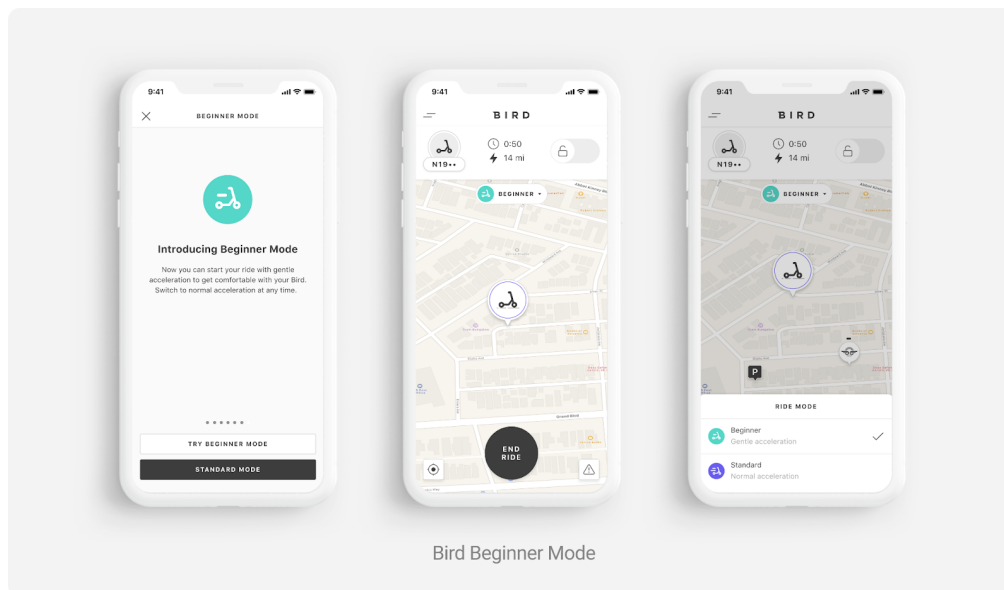 9:41
BEGINNER MODE
Introducing Beginner Mode
Now you can start your ride with gentle
acceleration to get comfortable with your Bird.
Switch to normal acceleration at any time.
TRY BEGINNER MODE
STANDARD MODE
9:41
BIRD
0:50
14 mi
N19••
BEGINNER
END
RIDE
9:41
BIRD
0:50
14 mi
N19••
BEGINNER
P
RIDE MODE
Beginner
Gentle acceleration
Standard
Normal acceleration
Bird Beginner Mode